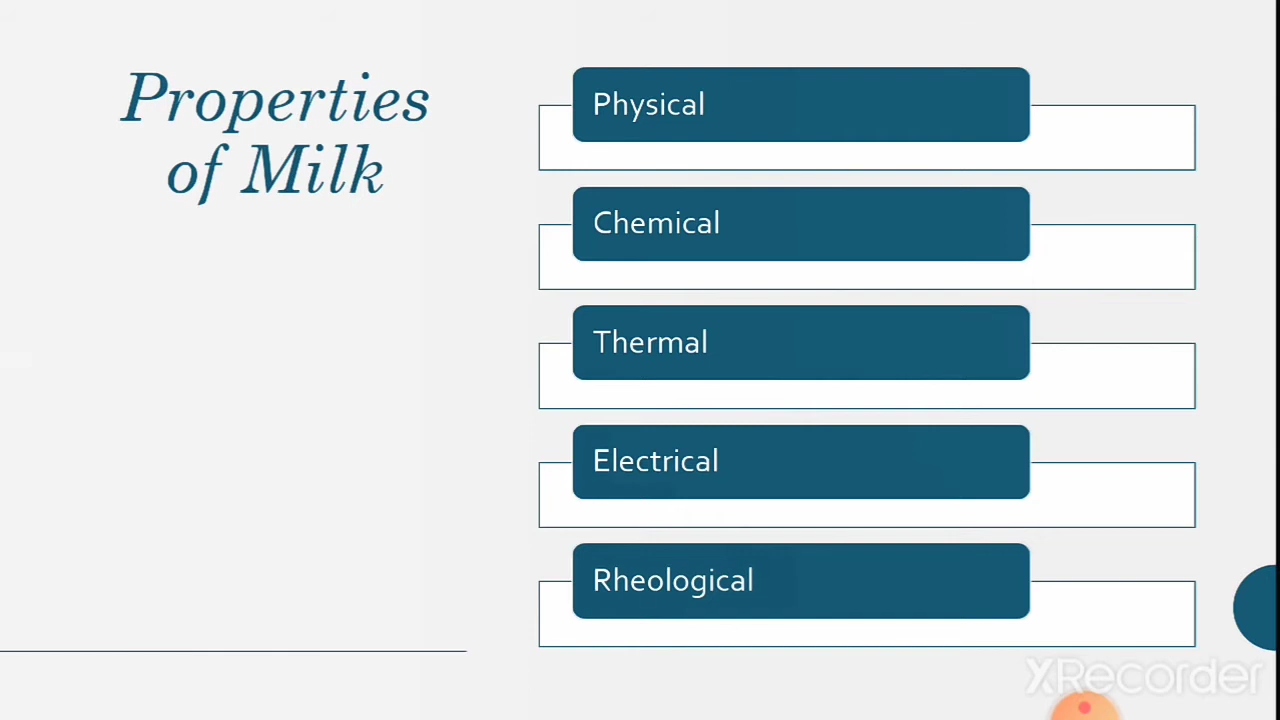 Properties
of Milk
Physical
Chemical
Thermal
Electrical
Rheological
XRecorder